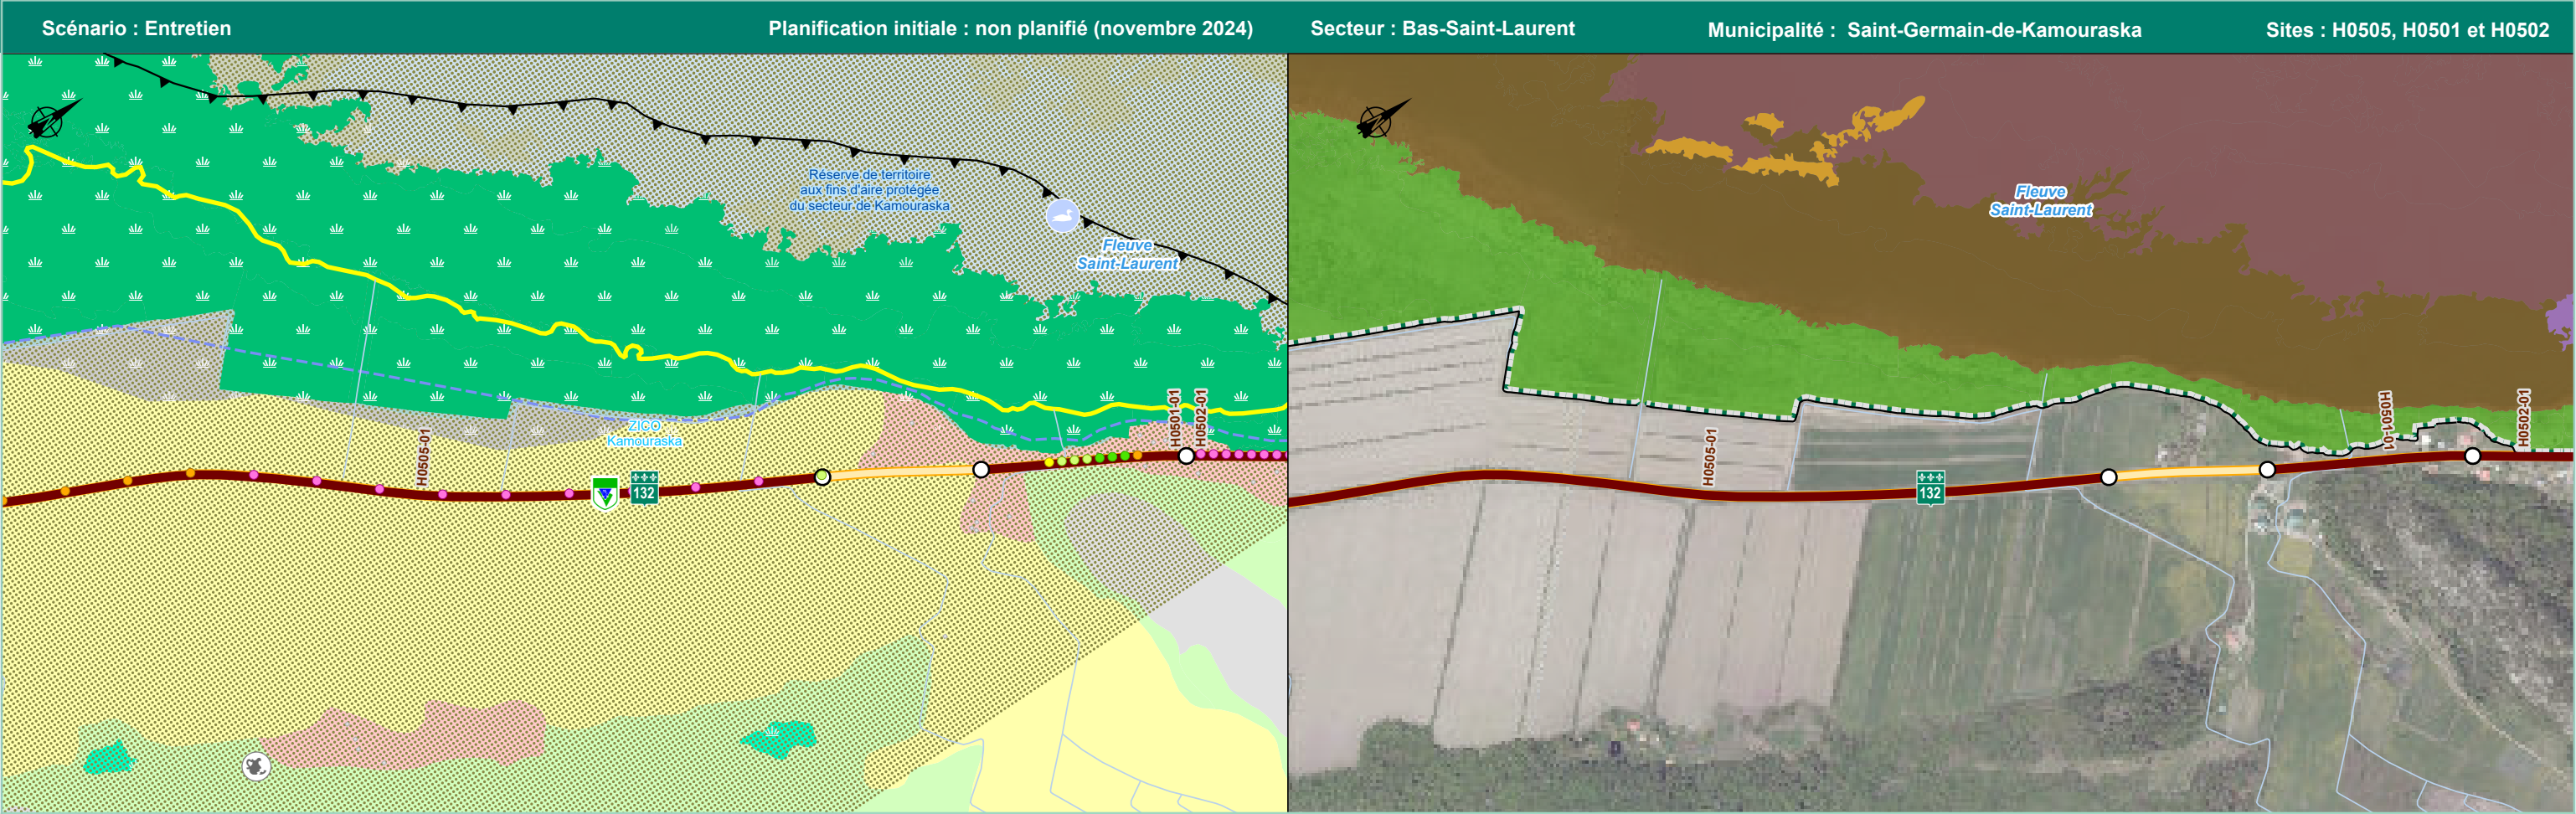 Scénario : Entretien
Planification initiale : non planifié (novembre 2024)
Secteur : Bas-Saint-Laurent
Municipalité :  Saint-Germain-de-Kamouraska
Sites : H0505, H0501 et H0502
Réserve de territoire
aux fins d'aire protégée
du secteur de Kamouraska
Fleuve
Saint-Laurent
ZICO
Kamouraska
H0505-01
132
H0501-01
H0502-01
Fleuve
Saint-Laurent
H0505-01
132
H0501-01
H0502-01